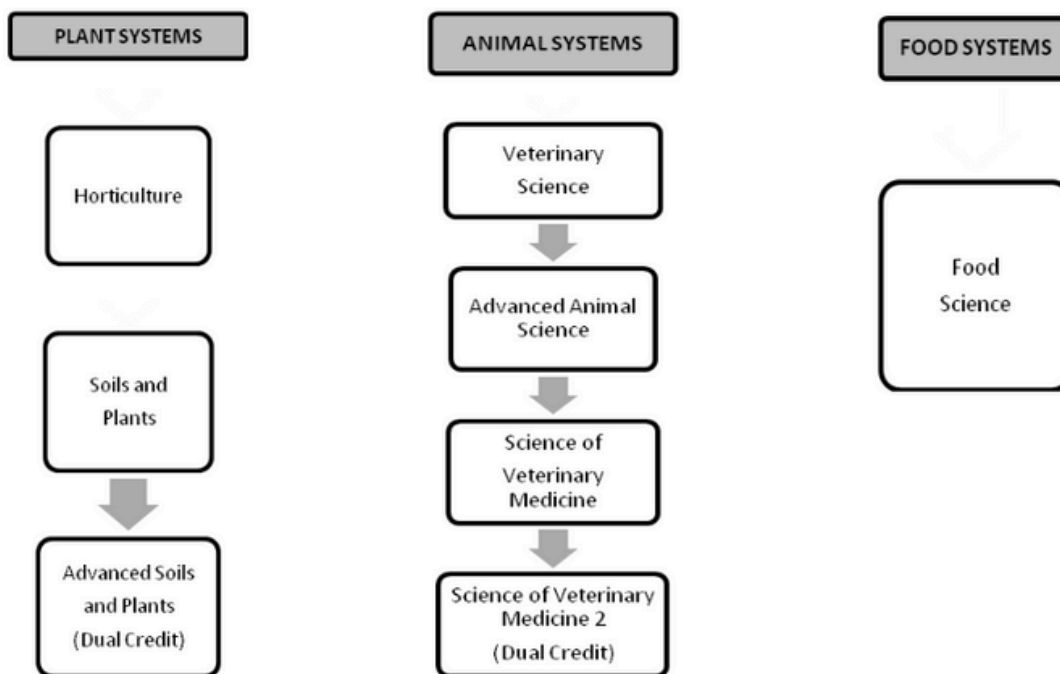 PLANT SYSTEMS
Horticulture
Soils and
Plants
Advanced Soils
and Plants
(Dual Credit)
ANIMAL SYSTEMS
Veterinary
Science
Advanced Animal
Science
Science of
Veterinary
Medicine
Science of Veterinary
Medicine 2
(Dual Credit)
FOOD SYSTEMS
Food
Science